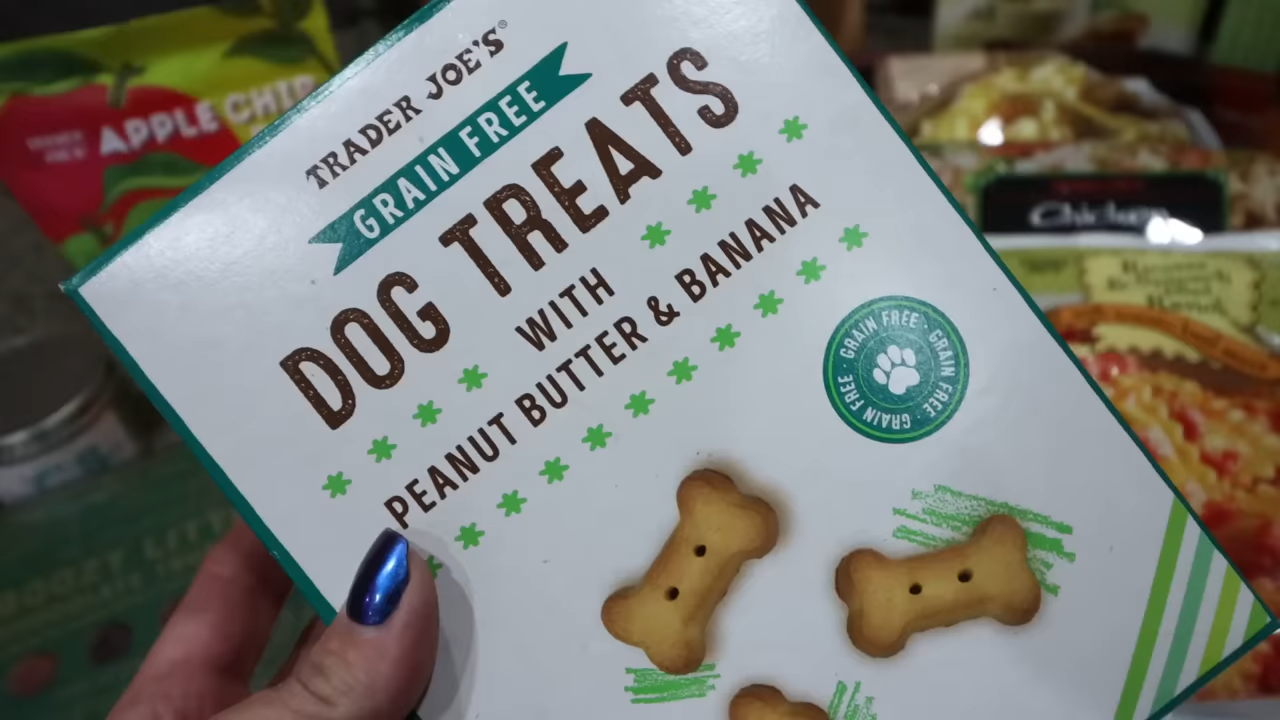 TRADER JOE'S®
GRAIN FREE
DOG TREATS
WITH
PEANUT BUTTER & BANANA
GRAIN FREE · GRAIN FREE · GRAIN FREE ·
APPLE CHIP
Chicken